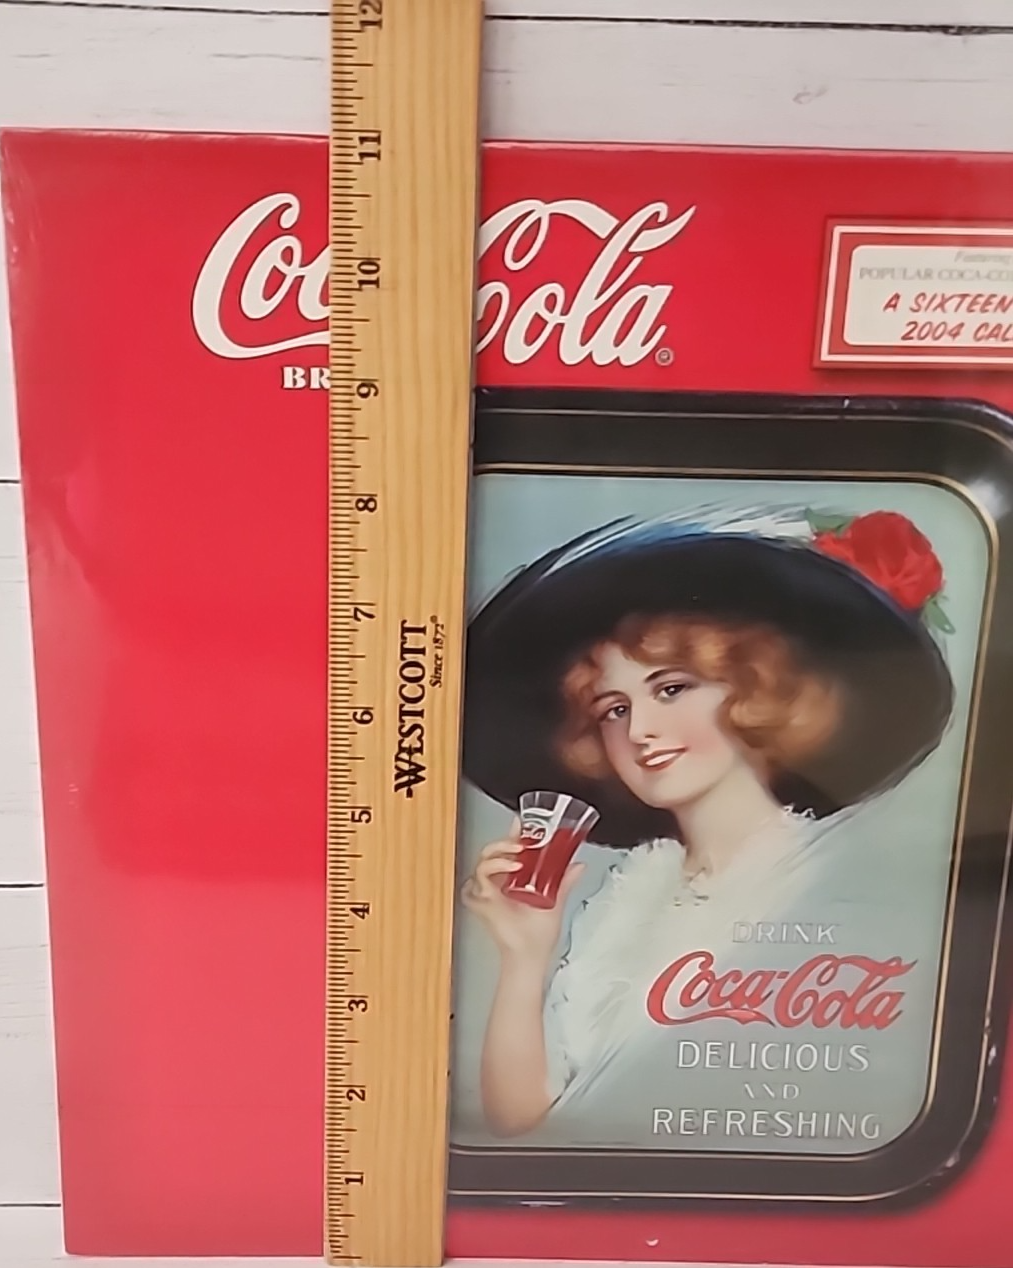 12
11
10
9
8
7
6
5
4
3
2
1
WESTCOTT
Since 1872®
Coca-Cola®
BR
Featuring
POPULAR COCA-CO
A SIXTEEN
2004 CAL
Cola
DRINK
Coca-Cola
DELICIOUS
AND
REFRESHING